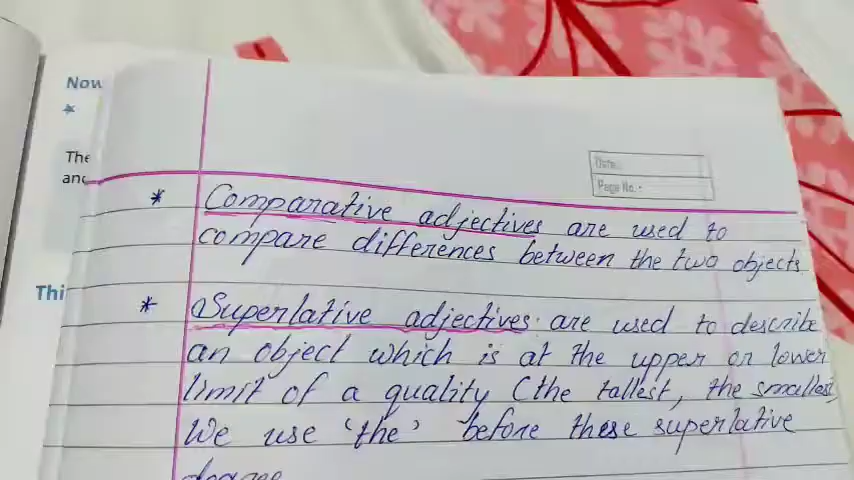 Now
*
The
and
Thi
Date:
Page No.:
* Comparative adjectives are used to
compare differences between the two objects
* Superlative adjectives are used to describe
an object which is at the upper or lower
limit of a quality (the tallest, the smallest,
We use 'the' before these superlative